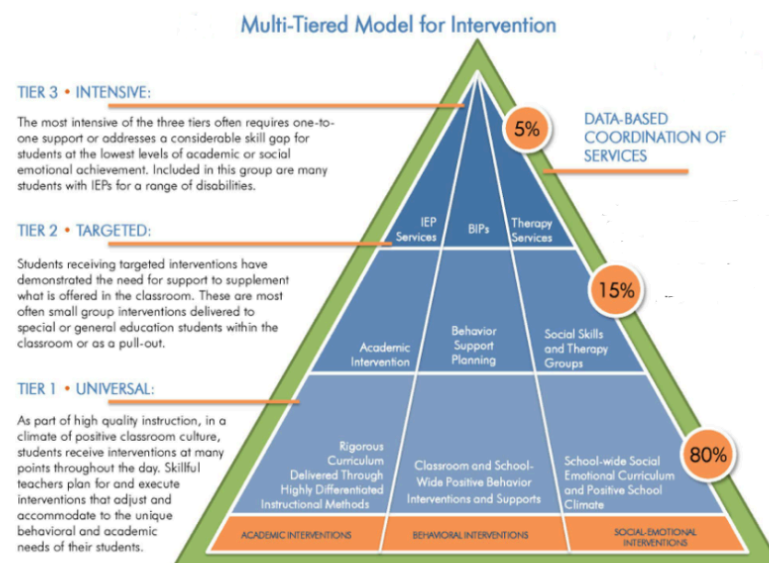 Multi-Tiered Model for Intervention
TIER 3 • INTENSIVE:
The most intensive of the three tiers often requires one-to-
one support or addresses a considerable skill gap for
students at the lowest levels of academic or social
emotional achievement. Included in this group are many
students with IEPs for a range of disabilities.
TIER 2 • TARGETED:
Students receiving targeted interventions have
demonstrated the need for support to supplement
what is offered in the classroom. These are most
often small group interventions delivered to
special or general education students within the
classroom or as a pull-out.
TIER 1 • UNIVERSAL:
As part of high quality instruction, in a
climate of positive classroom culture,
students receive interventions at many
points throughout the day. Skillful
teachers plan for and execute
interventions that adjust and
accommodate to the unique
behavioral and academic
needs of their students.
5%
DATA-BASED
COORDINATION OF
SERVICES
IEP
Services
BIPs
Therapy
Services
15%
Academic
Intervention
Behavior
Support
Planning
Social Skills
and Therapy
Groups
80%
Rigorous
Curriculum
Delivered Through
Highly Differentiated
Instructional Methods
Classroom and School-
Wide Positive Behavior
Interventions and Supports
School-wide Social
Emotional Curriculum
and Positive School
Climate
ACADEMIC INTERVENTIONS
BEHAVIORAL INTERVENTIONS
SOCIAL-EMOTIONAL
INTERVENTIONS